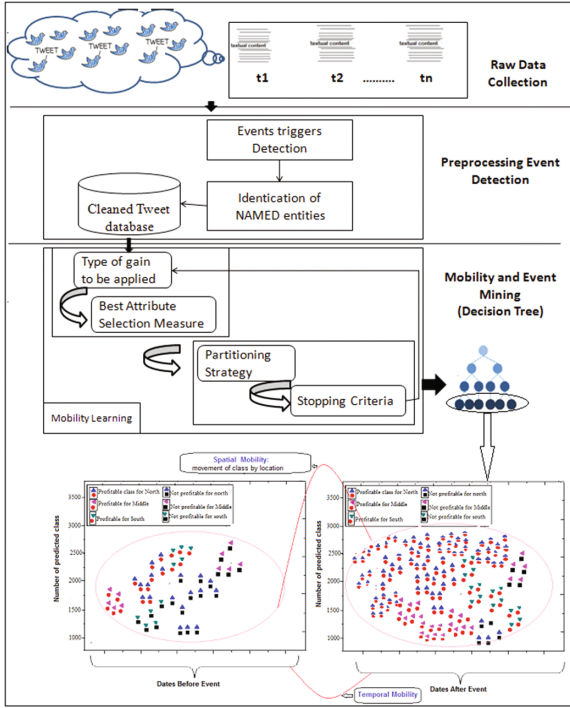 TWEET TWEET TWEET
TWEET TWEET
textual content textual content textual content
t1 t2 .......... tn
Raw Data
Collection
Events triggers
Detection
Identication of
NAMED entities
Cleaned Tweet
database
Preprocessing Event
Detection
Type of gain
to be applied
Best Attribute
Selection Measure
Partitioning
Strategy
Stopping Criteria
Mobility Learning
Mobility and Event
Mining
(Decision Tree)
Spatial Mobility:
movement of class by location
Profitable class for North Not profitable for north
Profitable for Middle Not Profitable for Middle
Profitable for South Not profitable for south
Number of predicted class
3500
3000
2500
2000
1500
1000
Dates Before Event
Profitable class for North Not profitable for north
Profitable for Middle Not Profitable for Middle
Profitable for South Not profitable for south
Number of predicted class
3500
3000
2500
2000
1500
1000
Dates After Event
Temporal Mobility